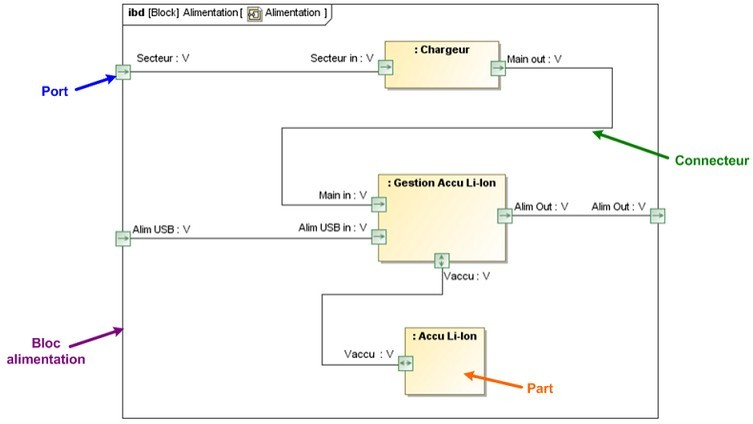 ibd [Block] Alimentation [ Alimentation ]
: Chargeur
Secteur : V
Secteur in : V
Main out : V
Port
Connecteur
: Gestion Accu Li-Ion
Main in : V
Alim Out : V
Alim Out : V
Alim USB : V
Alim USB in : V
Vaccu : V
Bloc
alimentation
: Accu Li-Ion
Vaccu : V
Part